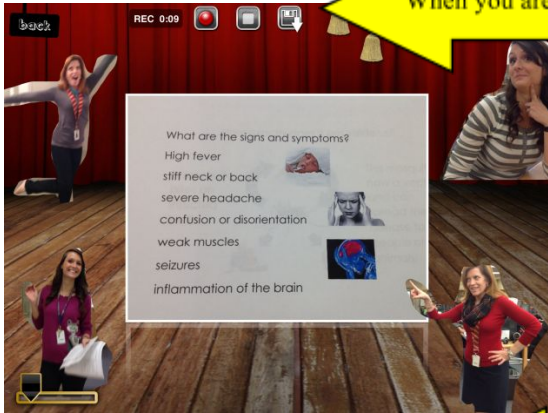 When you are
back
REC 0:09
What are the signs and symptoms?
High fever
stiff neck or back
severe headache
confusion or disorientation
weak muscles
seizures
inflammation of the brain